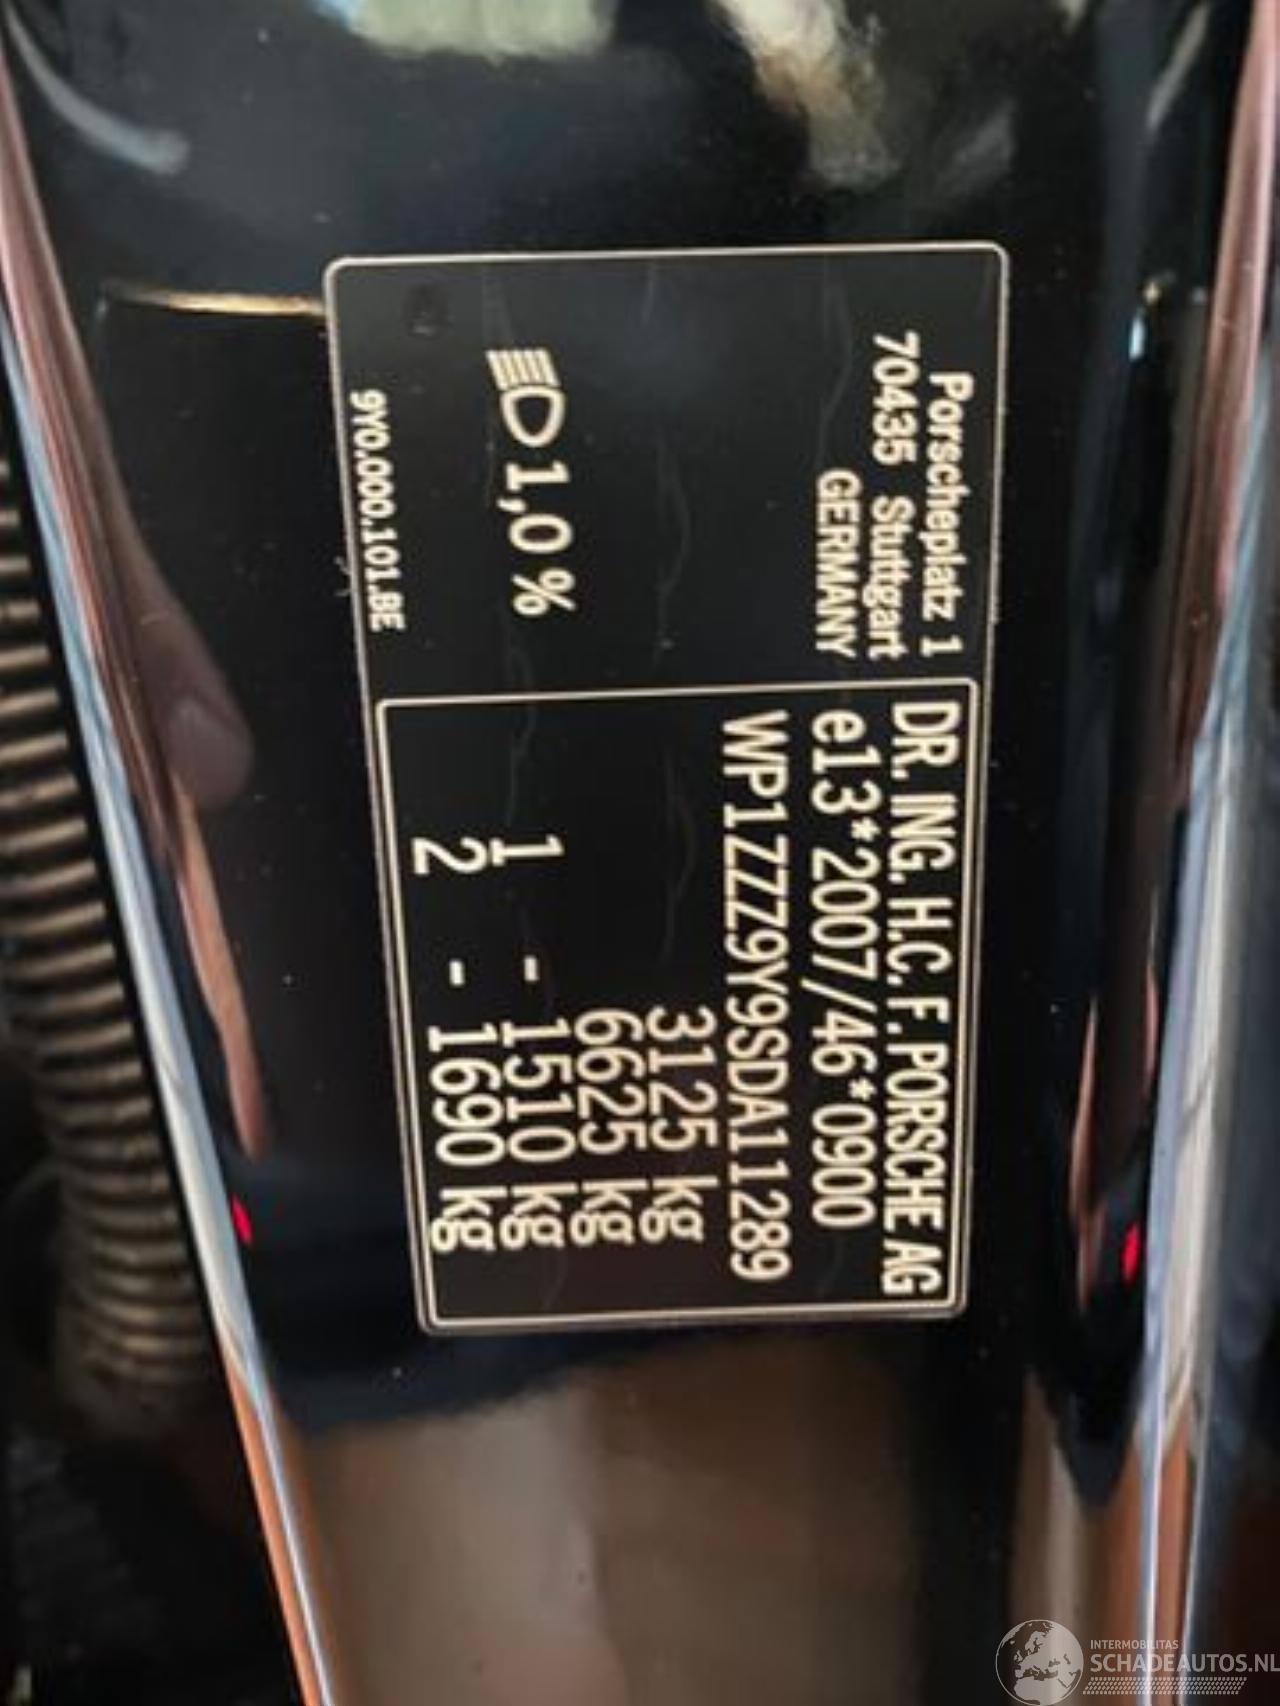 Porscheplatz 1
70435 Stuttgart
GERMANY
1,0 %
9Y0.000.101.BE
DR. ING. H.C. F. PORSCHE AG
e13*2007/46*0900
WP1ZZZ9Y9SDA11289
3125 kg
6625 kg
1 - 1510 kg
2 - 1690 kg
INTERMOBILITAS
SCHADEAUTOS.NL